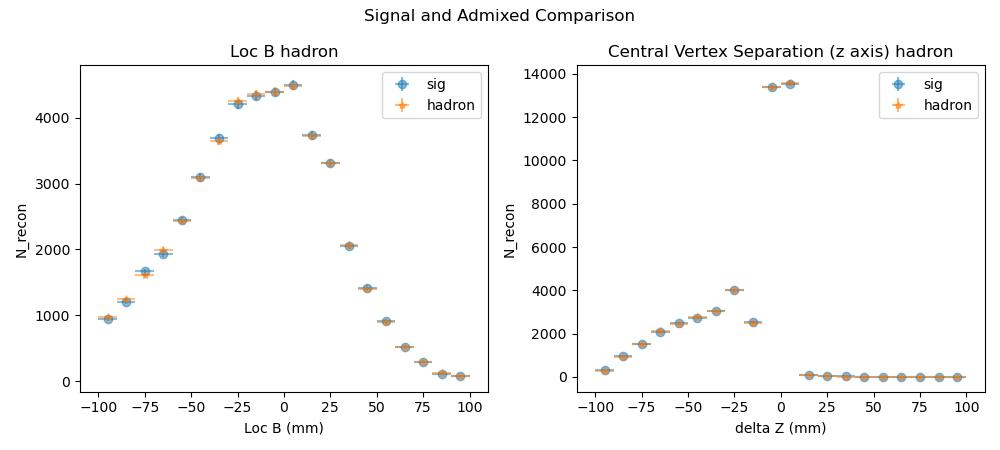 Signal and Admixed Comparison
Loc B hadron
N_recon
4000
3000
2000
1000
0
−100
−75
−50
−25
0
25
50
75
100
Loc B (mm)
sig
hadron
Central Vertex Separation (z axis) hadron
N_recon
14000
12000
10000
8000
6000
4000
2000
0
−100
−75
−50
−25
0
25
50
75
100
delta Z (mm)
sig
hadron